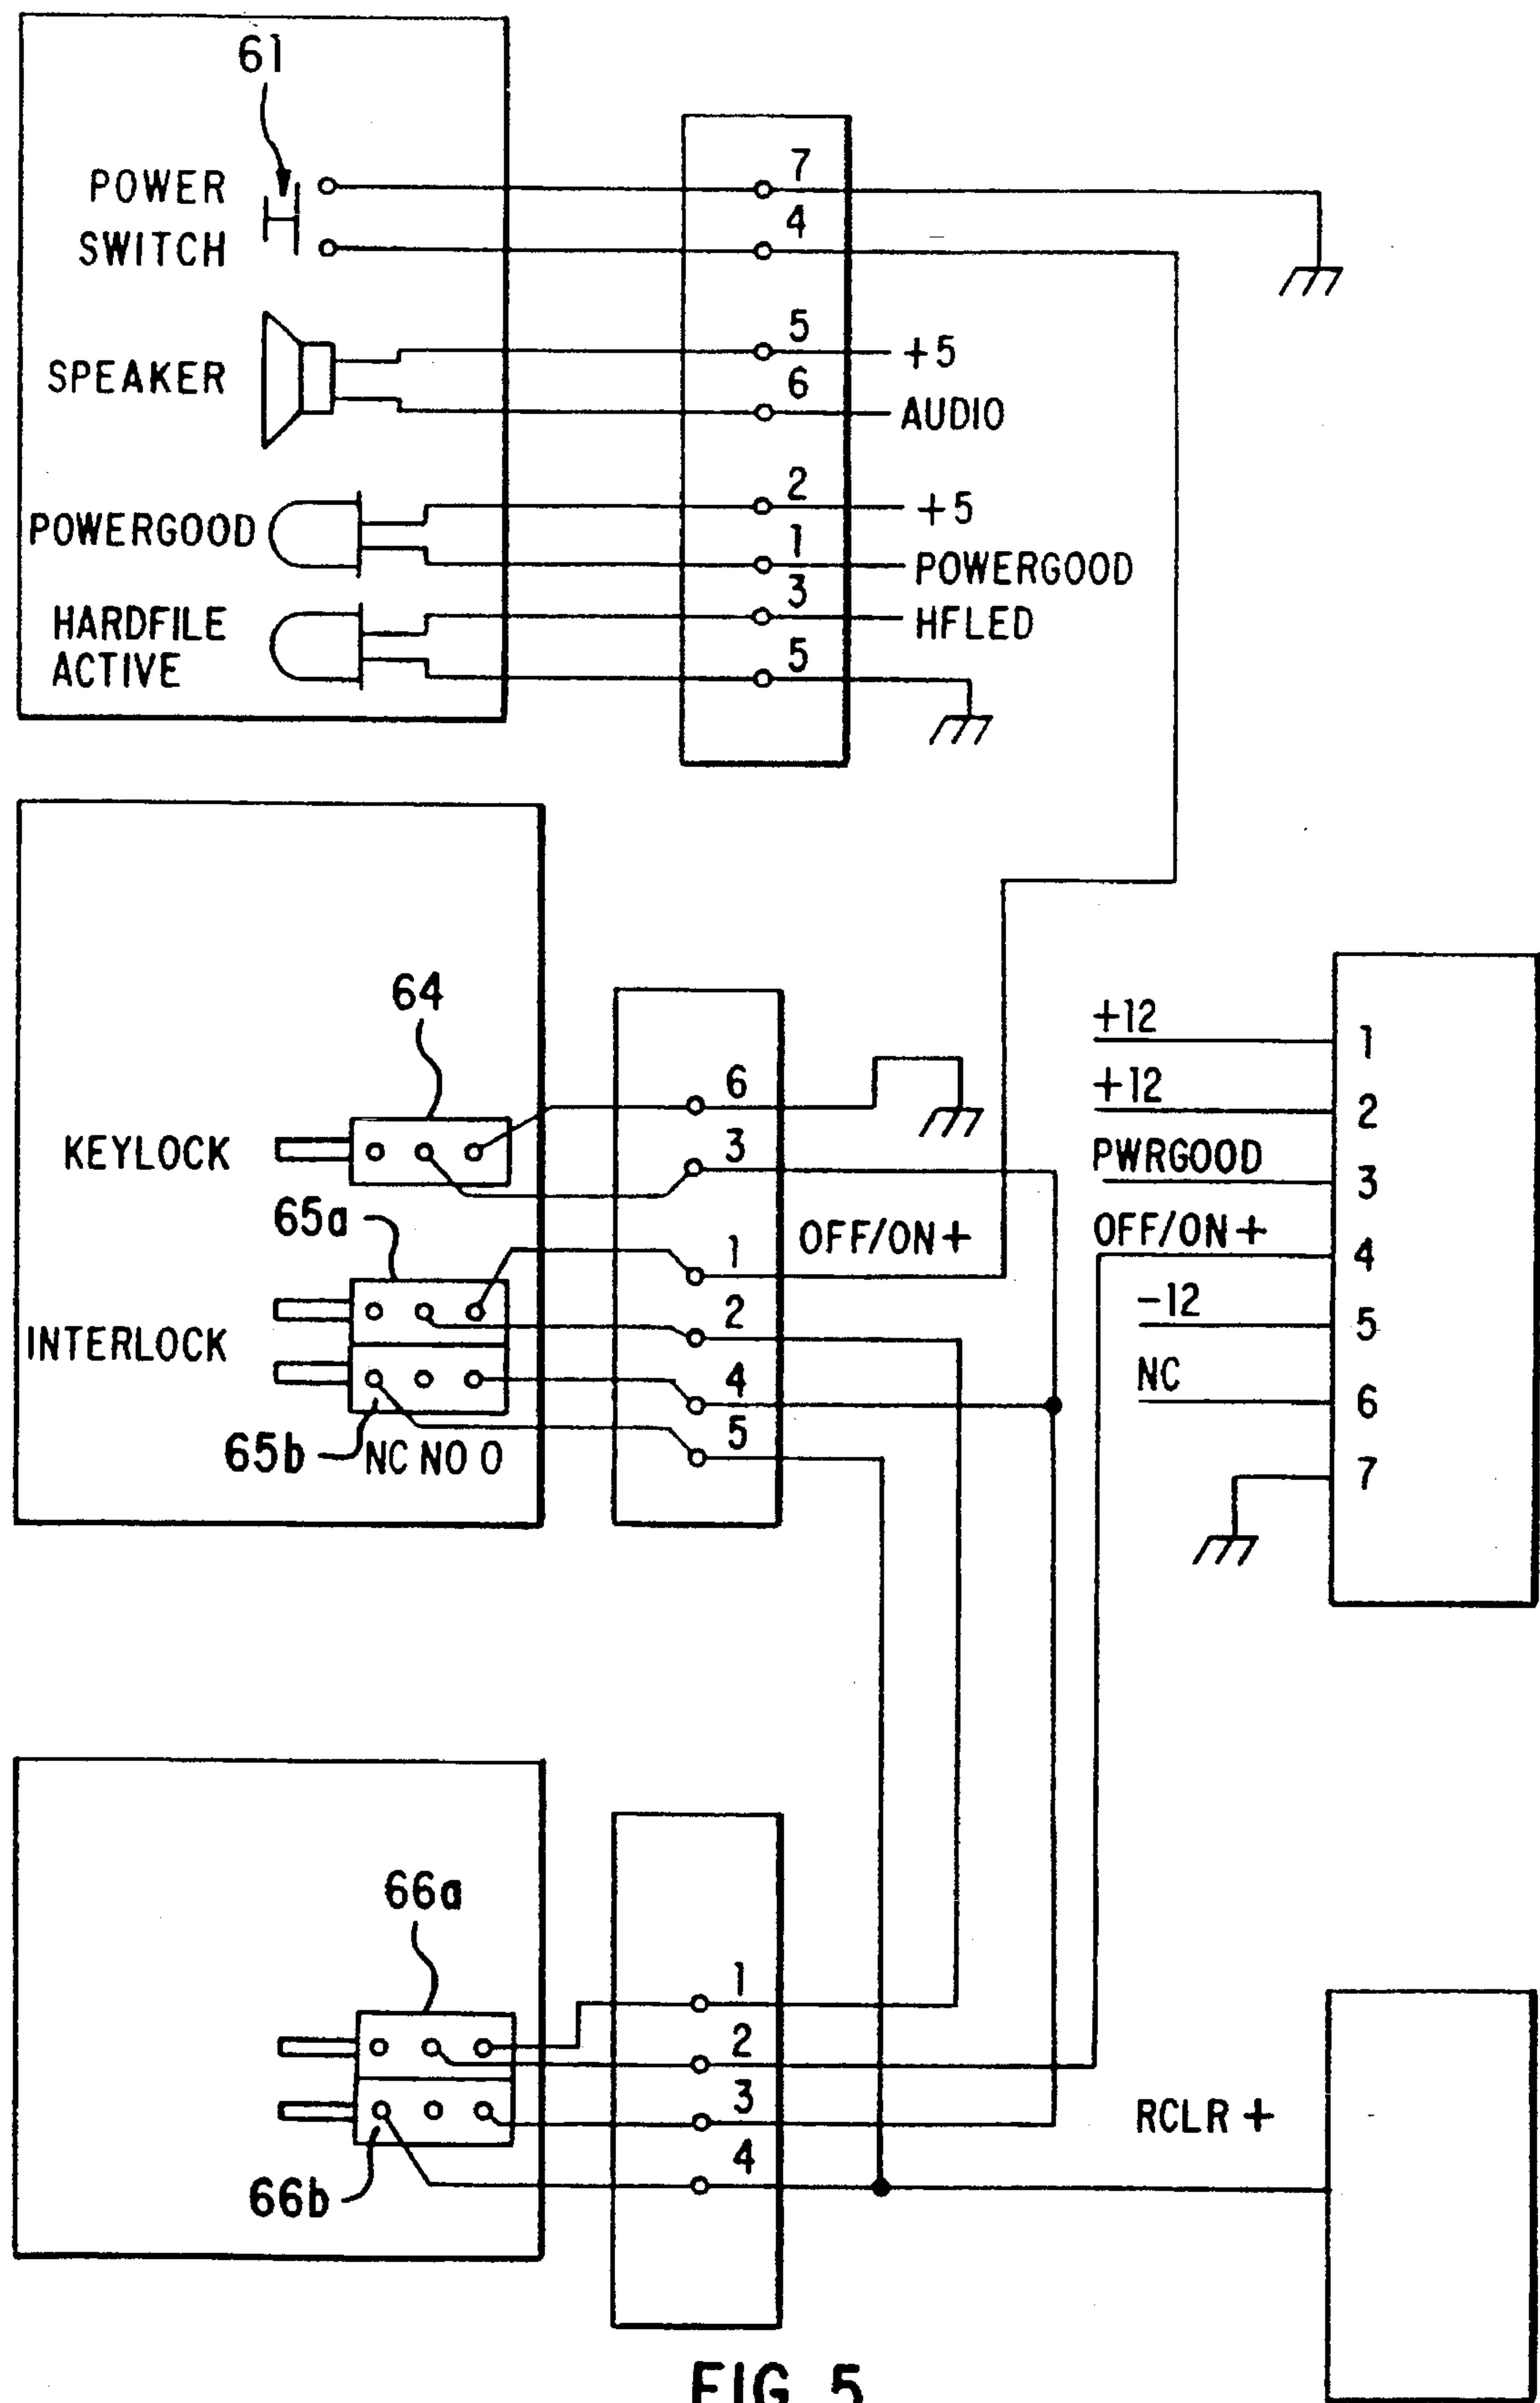 61
POWER
SWITCH
7
4
SPEAKER
5
+5
6
AUDIO
POWERGOOD
2
+5
1
POWERGOOD
HARDFILE
ACTIVE
3
HFLED
5
64
KEYLOCK
6
3
65a
INTERLOCK
1
OFF/ON+
2
4
5
65b
NC NO O
+12
1
+12
2
PWRGOOD
3
OFF/ON+
4
-12
5
NC
6
7
66a
1
2
3
4
66b
RCLR+
FIG. 5